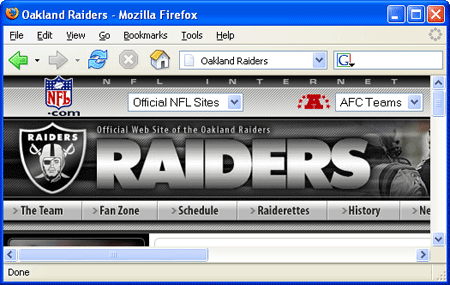 Oakland Raiders - Mozilla Firefox
File Edit View Go Bookmarks Tools Help
Oakland Raiders G
NFL INTERNET
NFL .com Official NFL Sites A AFC Teams
RAIDERS Official Web Site of the Oakland Raiders
RAIDERS
> The Team > Fan Zone > Schedule > Raiderettes > History > Ne
Done